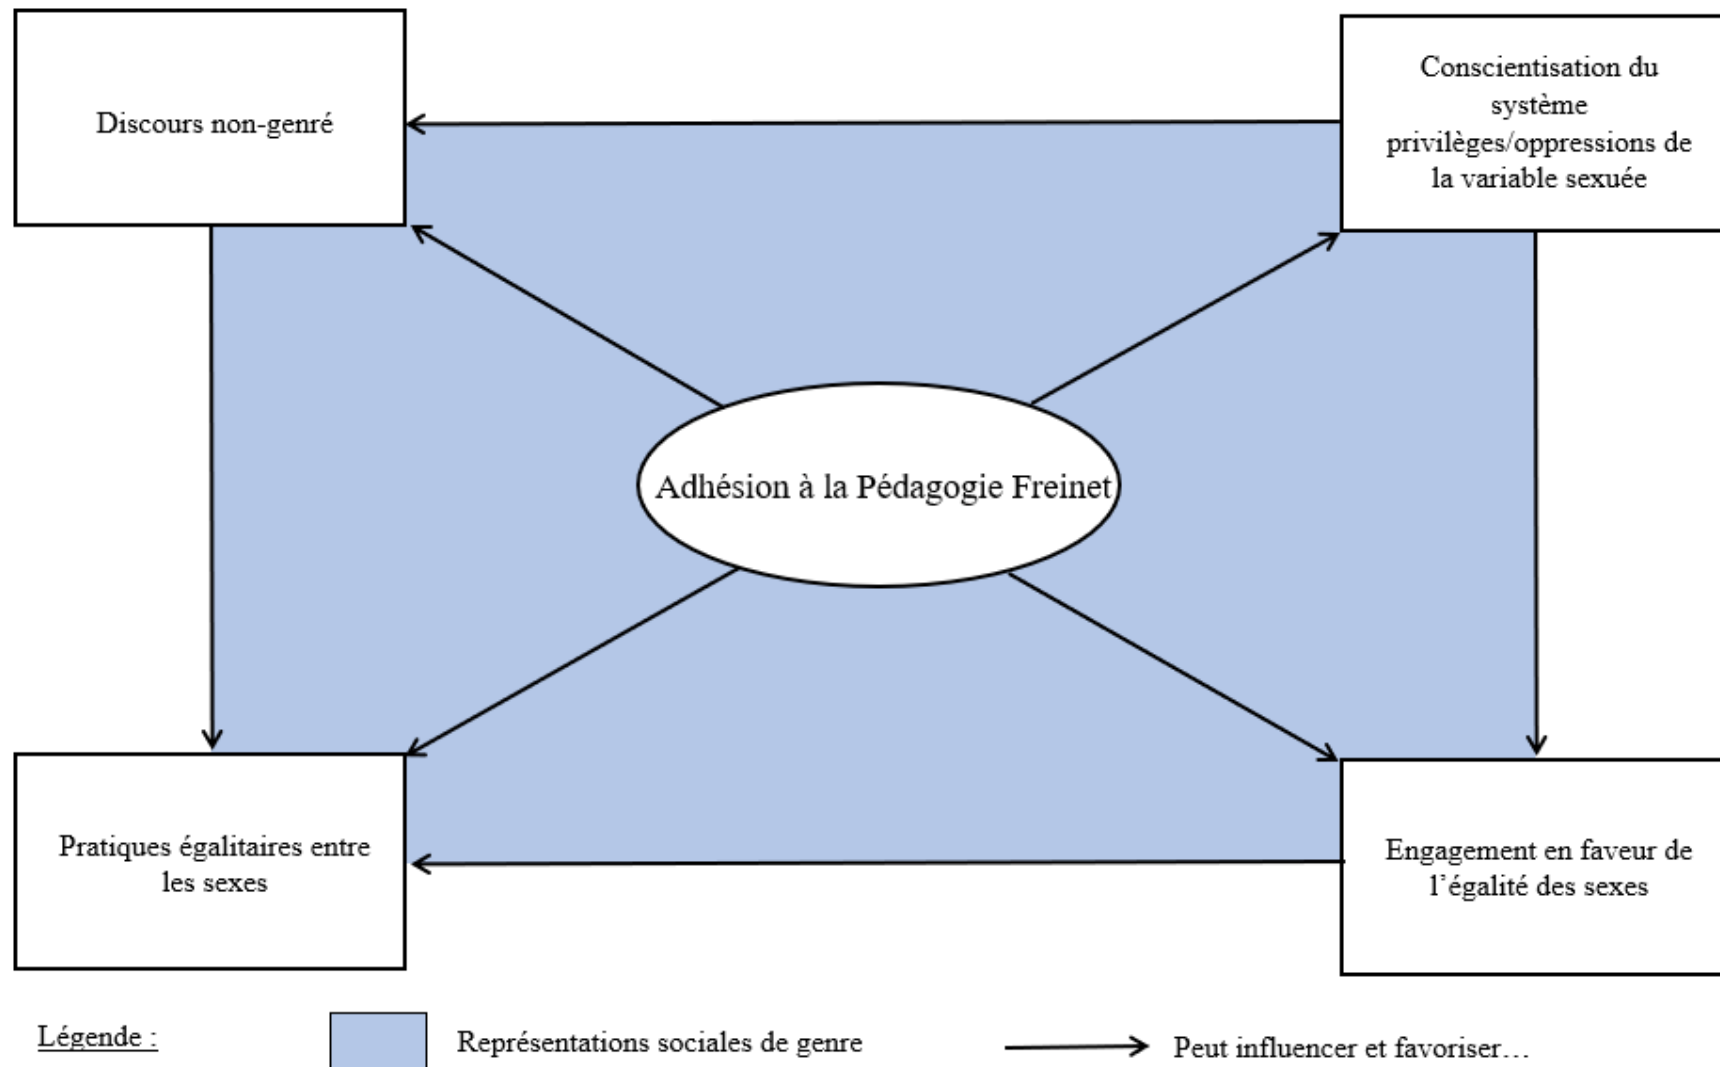 Discours non-genré
Conscientisation du
système
privilèges/oppressions de
la variable sexuée
Adhésion à la Pédagogie Freinet
Pratiques égalitaires entre
les sexes
Engagement en faveur de
l’égalité des sexes
Légende :
Représentations sociales de genre
Peut influencer et favoriser…